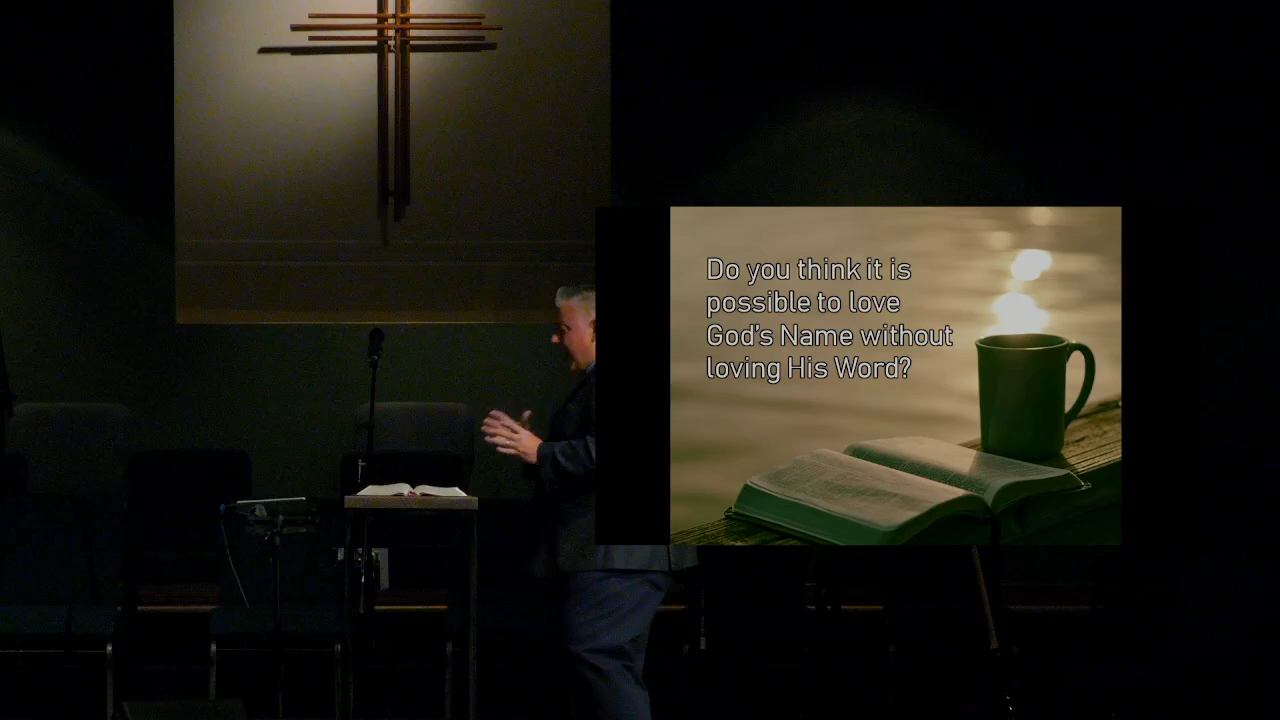 Do you think it is
possible to love
God's Name without
loving His Word?